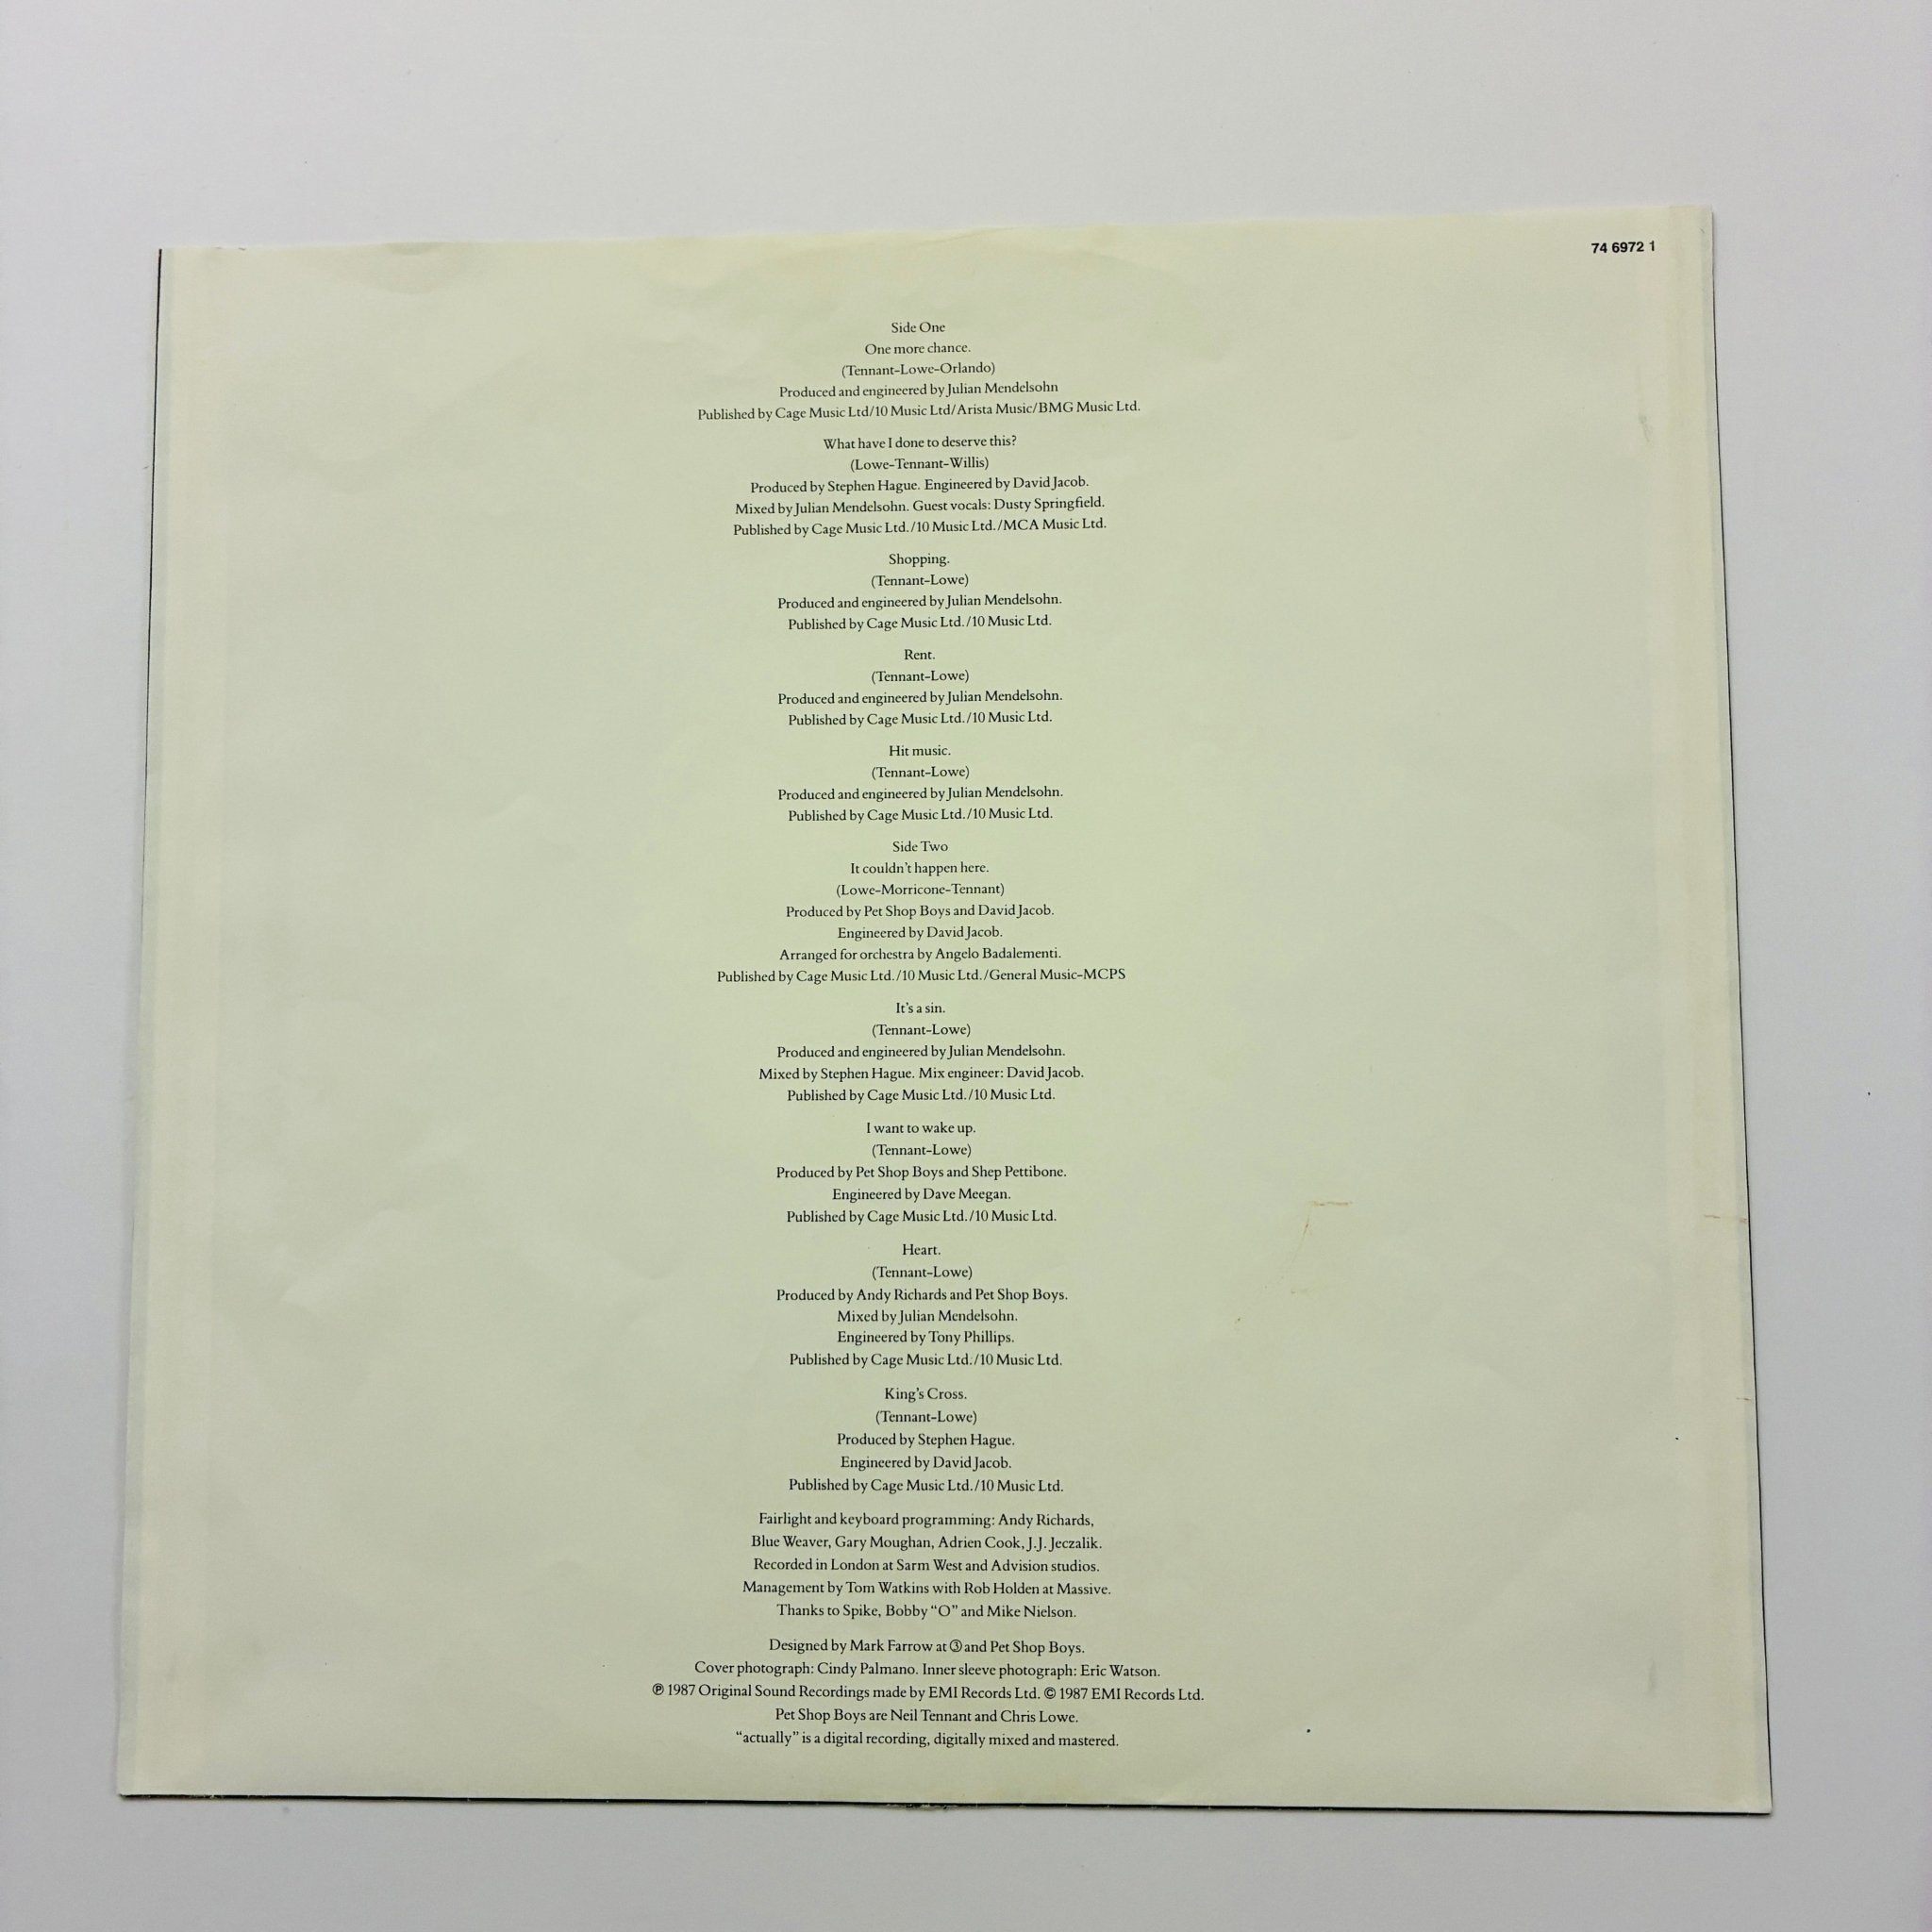 74 6972 1
Side One
One more chance.
(Tennant-Lowe-Orlando)
Produced and engineered by Julian Mendelsohn
Published by Cage Music Ltd/10 Music Ltd/Arista Music/BMG Music Ltd.
What have I done to deserve this?
(Lowe-Tennant-Willis)
Produced by Stephen Hague. Engineered by David Jacob.
Mixed by Julian Mendelsohn. Guest vocals: Dusty Springfield.
Published by Cage Music Ltd./10 Music Ltd./MCA Music Ltd.
Shopping.
(Tennant-Lowe)
Produced and engineered by Julian Mendelsohn.
Published by Cage Music Ltd./10 Music Ltd.
Rent.
(Tennant-Lowe)
Produced and engineered by Julian Mendelsohn.
Published by Cage Music Ltd./10 Music Ltd.
Hit music.
(Tennant-Lowe)
Produced and engineered by Julian Mendelsohn.
Published by Cage Music Ltd./10 Music Ltd.
Side Two
It couldn't happen here.
(Lowe-Morricone-Tennant)
Produced by Pet Shop Boys and David Jacob.
Engineered by David Jacob.
Arranged for orchestra by Angelo Badalementi.
Published by Cage Music Ltd./10 Music Ltd./General Music-MCPS
It's a sin.
(Tennant-Lowe)
Produced and engineered by Julian Mendelsohn.
Mixed by Stephen Hague. Mix engineer: David Jacob.
Published by Cage Music Ltd./10 Music Ltd.
I want to wake up.
(Tennant-Lowe)
Produced by Pet Shop Boys and Shep Pettibone.
Engineered by Dave Meegan.
Published by Cage Music Ltd./10 Music Ltd.
Heart.
(Tennant-Lowe)
Produced by Andy Richards and Pet Shop Boys.
Mixed by Julian Mendelsohn.
Engineered by Tony Phillips.
Published by Cage Music Ltd./10 Music Ltd.
King's Cross.
(Tennant-Lowe)
Produced by Stephen Hague.
Engineered by David Jacob.
Published by Cage Music Ltd./10 Music Ltd.
Fairlight and keyboard programming: Andy Richards,
Blue Weaver, Gary Moughan, Adrien Cook, J.J. Jeczalik.
Recorded in London at Sarm West and Advision studios.
Management by Tom Watkins with Rob Holden at Massive.
Thanks to Spike, Bobby "O" and Mike Nielson.
Designed by Mark Farrow at ③ and Pet Shop Boys.
Cover photograph: Cindy Palmano. Inner sleeve photograph: Eric Watson.
℗ 1987 Original Sound Recordings made by EMI Records Ltd. © 1987 EMI Records Ltd.
Pet Shop Boys are Neil Tennant and Chris Lowe.
"actually" is a digital recording, digitally mixed and mastered.